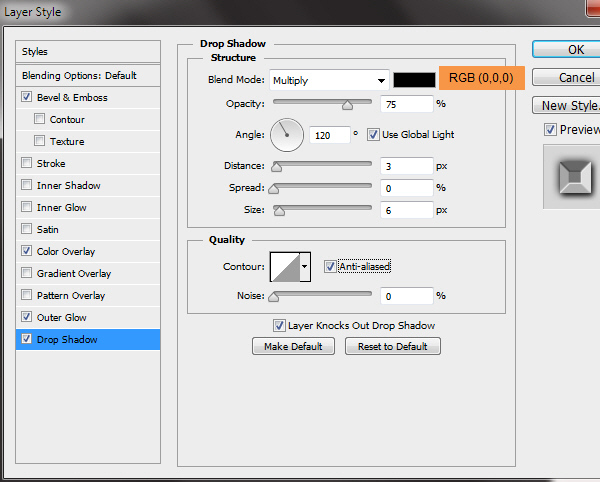 Layer Style
Styles
Blending Options: Default
Bevel & Emboss
Contour
Texture
Stroke
Inner Shadow
Inner Glow
Satin
Color Overlay
Gradient Overlay
Pattern Overlay
Outer Glow
Drop Shadow
Drop Shadow
Structure
Blend Mode: Multiply RGB (0,0,0)
Opacity: 75 %
Angle: 120 ° Use Global Light
Distance: 3 px
Spread: 0 %
Size: 6 px
Quality
Contour: Anti-aliased
Noise: 0 %
Layer Knocks Out Drop Shadow
Make Default Reset to Default
OK
Cancel
New Style.
Preview